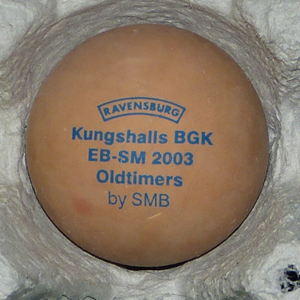 RAVENSBURG
Kungshalls BGK
EB-SM 2003
Oldtimers
by SMB